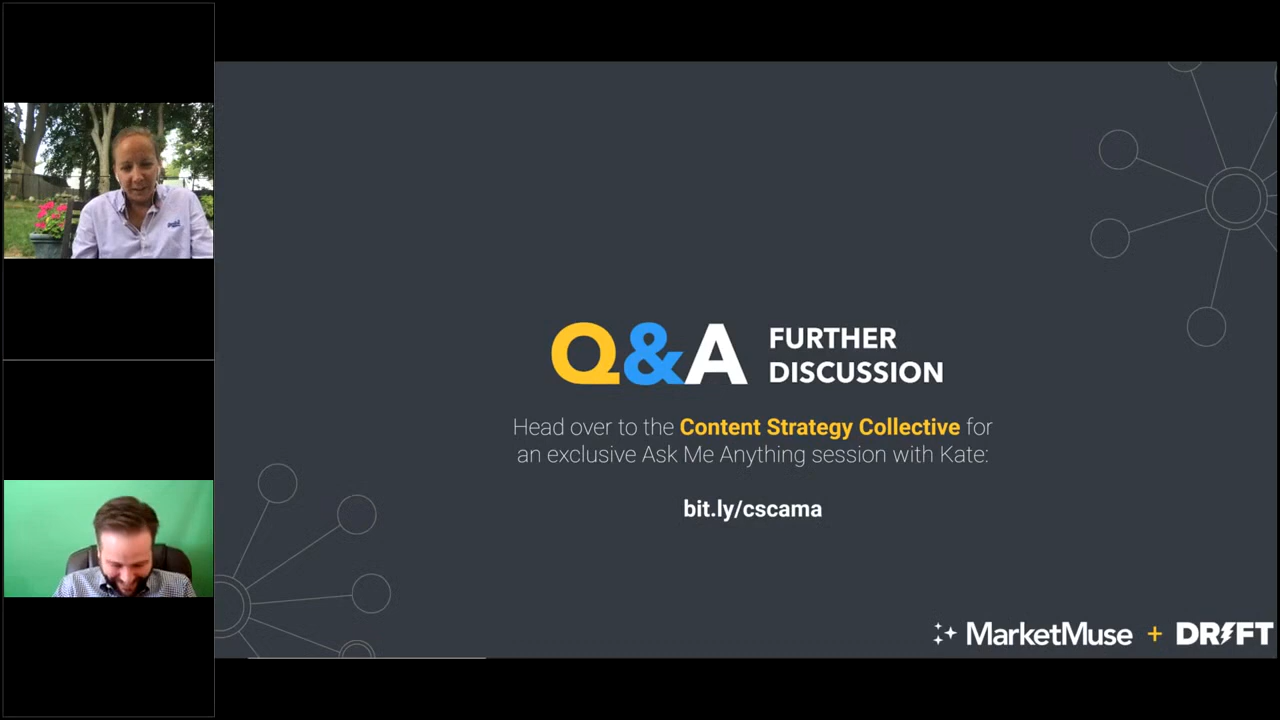 Q&A FURTHER
DISCUSSION
Head over to the Content Strategy Collective for
an exclusive Ask Me Anything session with Kate:
bit.ly/cscama
MarketMuse + DRIFT